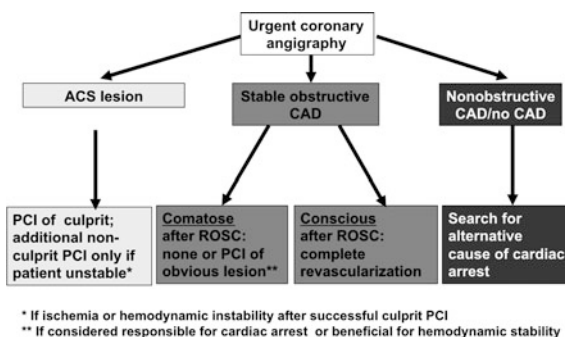 Urgent coronary
angigraphy
ACS lesion
Stable obstructive
CAD
Nonobstructive
CAD/no CAD
PCI of culprit;
additional non-
culprit PCI only if
patient unstable*
Comatose
after ROSC:
none or PCI of
obvious lesion**
Conscious
after ROSC:
complete
revascularization
Search for
alternative
cause of cardiac
arrest
* If ischemia or hemodynamic instability after successful culprit PCI
** If considered responsible for cardiac arrest or beneficial for hemodynamic stability